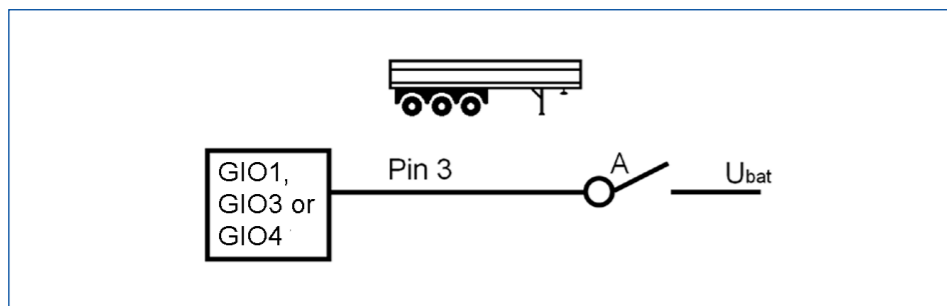 GIO1,
GIO3 or
GIO4
Pin 3
A
Ubat